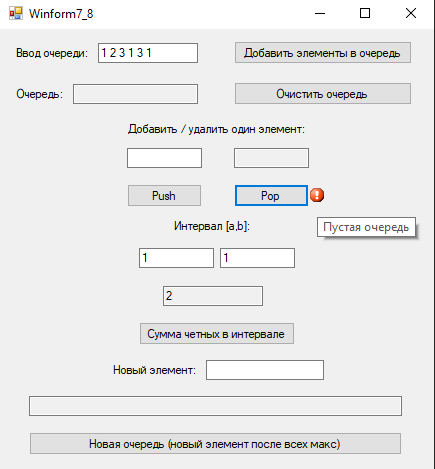 Winform7_8
Ввод очереди: 1 2 3 1 3 1 Добавить элементы в очередь
Очередь: Очистить очередь
Добавить / удалить один элемент:
Push Pop
Интервал [a,b]:
Пустая очередь
1 1
2
Сумма четных в интервале
Новый элемент:
Новая очередь (новый элемент после всех макс)